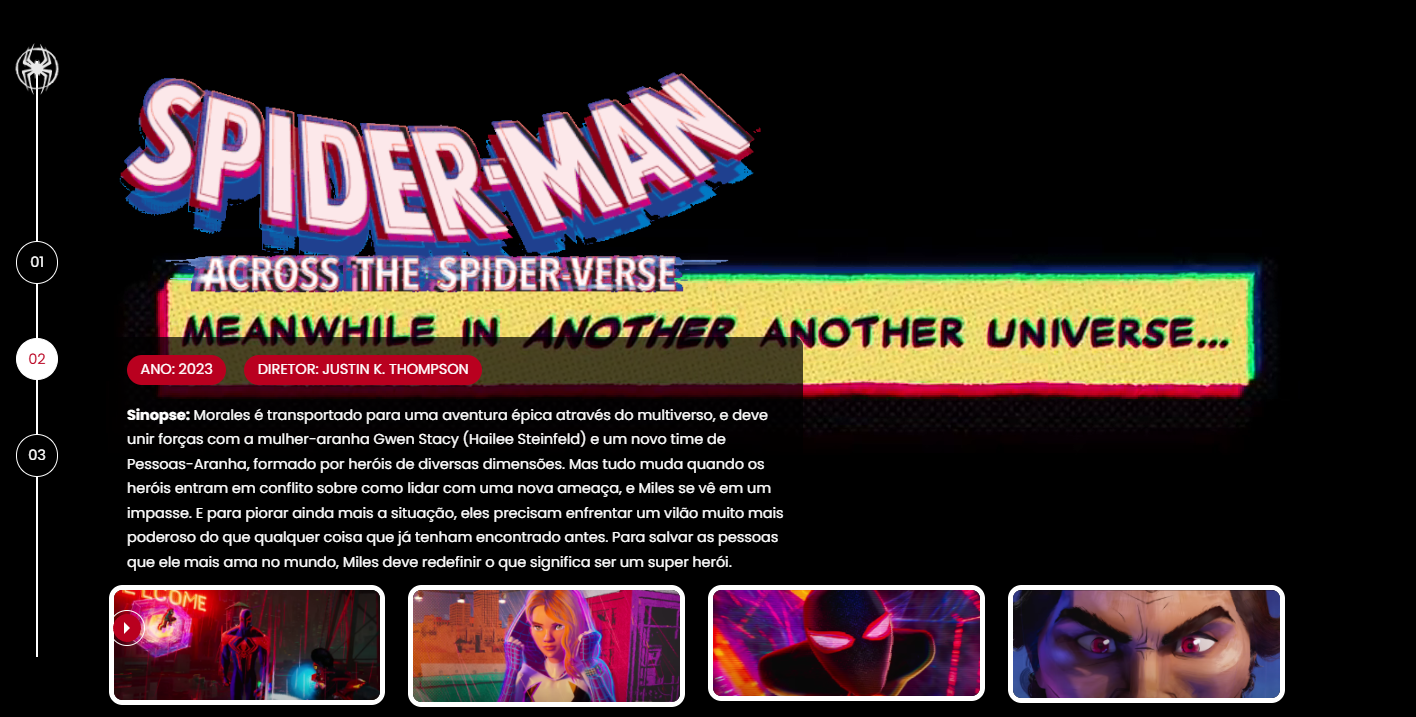 SPIDER-MAN
ACROSS THE SPIDER-VERSE
MEANWHILE IN ANOTHER ANOTHER UNIVERSE...
01
02
03
ANO: 2023
DIRETOR: JUSTIN K. THOMPSON
Sinopse: Morales é transportado para uma aventura épica através do multiverso, e deve
unir forças com a mulher-aranha Gwen Stacy (Hailee Steinfeld) e um novo time de
Pessoas-Aranha, formado por heróis de diversas dimensões. Mas tudo muda quando os
heróis entram em conflito sobre como lidar com uma nova ameaça, e Miles se vê em um
impasse. E para piorar ainda mais a situação, eles precisam enfrentar um vilão muito mais
poderoso do que qualquer coisa que já tenham encontrado antes. Para salvar as pessoas
que ele mais ama no mundo, Miles deve redefinir o que significa ser um super herói.